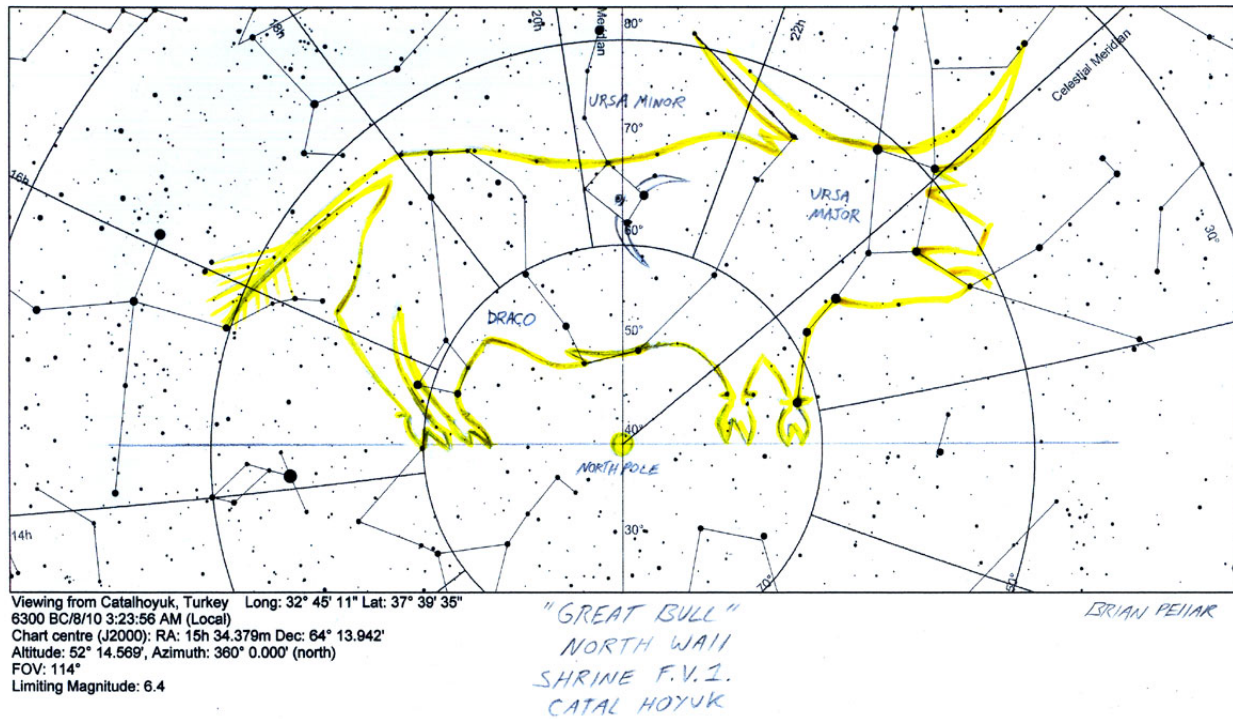 18h
20h
Meridian
80°
22h
Celestial Meridian
URSA MINOR
70°
16h
URSA
MAJOR
30°
60°
DRACO
50°
40°
NORTH POLE
14h
30°
70°
60°
Viewing from Catalhoyuk, Turkey Long: 32° 45' 11" Lat: 37° 39' 35"
6300 BC/8/10 3:23:56 AM (Local)
Chart centre (J2000): RA: 15h 34.379m Dec: 64° 13.942'
Altitude: 52° 14.569', Azimuth: 360° 0.000' (north)
FOV: 114°
Limiting Magnitude: 6.4
"GREAT BULL"
NORTH WAll
SHRINE F.V.1.
CATAL HOYUK
BRIAN PEllAR